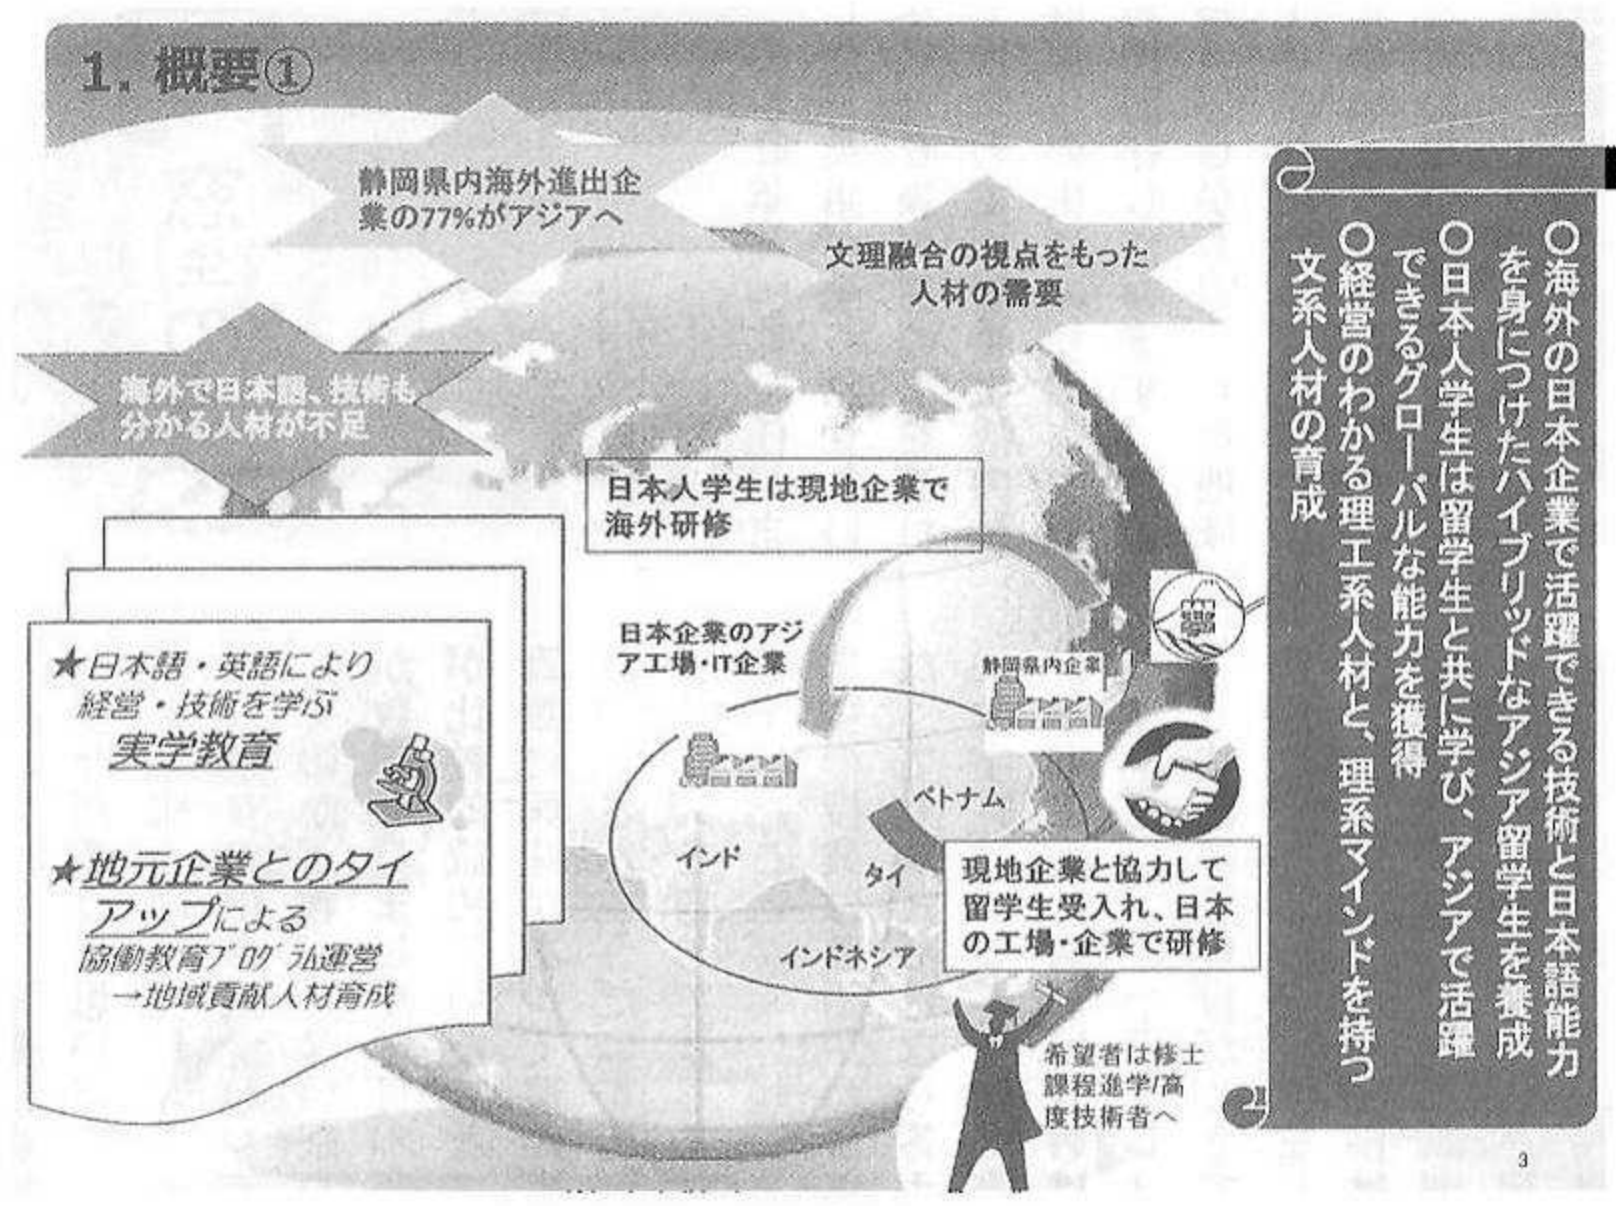 1. 概要①
静岡県内海外進出企
業の77%がアジアへ
文理融合の視点をもった
人材の需要
海外で日本語、技術も
分かる人材が不足
日本人学生は現地企業で
海外研修
★日本語・英語により
経営・技術を学ぶ
実学教育
★地元企業とのタイ
アップによる
協働教育ﾌﾟﾛｸﾞﾗﾑ運営
→地域貢献人材育成
日本企業のアジ
ア工場・IT企業
静岡県内企業
ベトナム
インド
タイ
インドネシア
現地企業と協力して
留学生受入れ、日本
の工場・企業で研修
希望者は修士
課程進学/高
度技術者へ
〇海外の日本企業で活躍できる技術と日本語能力
を身につけたハイブリッドなアジア留学生を養成
〇日本人学生は留学生と共に学び、アジアで活躍
できるグローバルな能力を獲得
〇経営のわかる理工系人材と、理系マインドを持つ
文系人材の育成
3